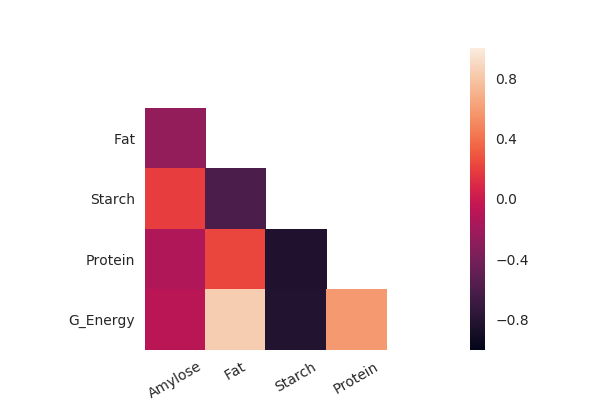 Fat
Starch
Protein
G_Energy
Amylose
Fat
Starch
Protein
0.8
0.4
0.0
−0.4
−0.8